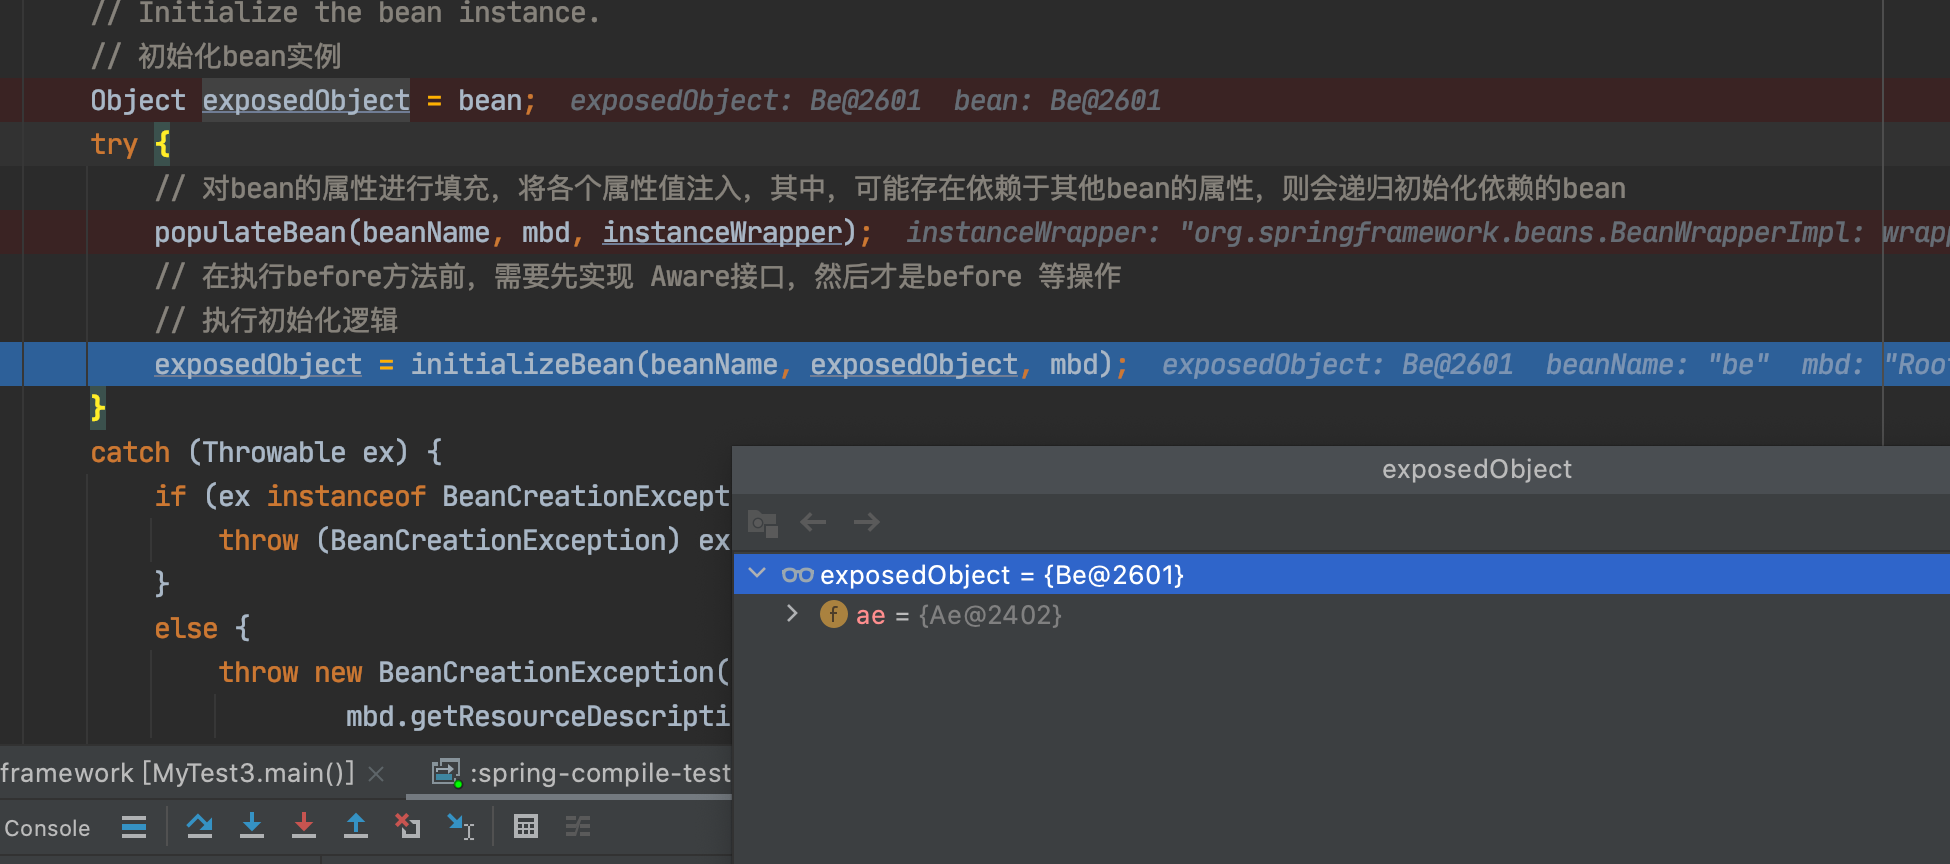 // Initialize the bean instance.
// 初始化bean实例
Object exposedObject = bean;  exposedObject: Be@2601  bean: Be@2601
try {
// 对bean的属性进行填充，将各个属性值注入，其中，可能存在依赖于其他bean的属性，则会递归初始化依赖的bean
populateBean(beanName, mbd, instanceWrapper);  instanceWrapper: "org.springframework.beans.BeanWrapperImpl: wrapp
// 在执行before方法前，需要先实现 Aware接口，然后才是before 等操作
// 执行初始化逻辑
exposedObject = initializeBean(beanName, exposedObject, mbd);  exposedObject: Be@2601  beanName: "be"  mbd: "Root
}
catch (Throwable ex) {
exposedObject
if (ex instanceof BeanCreationExcept
throw (BeanCreationException) ex
exposedObject = {Be@2601}
}
f ae = {Ae@2402}
else {
throw new BeanCreationException(
mbd.getResourceDescripti
framework [MyTest3.main()] :spring-compile-test
Console